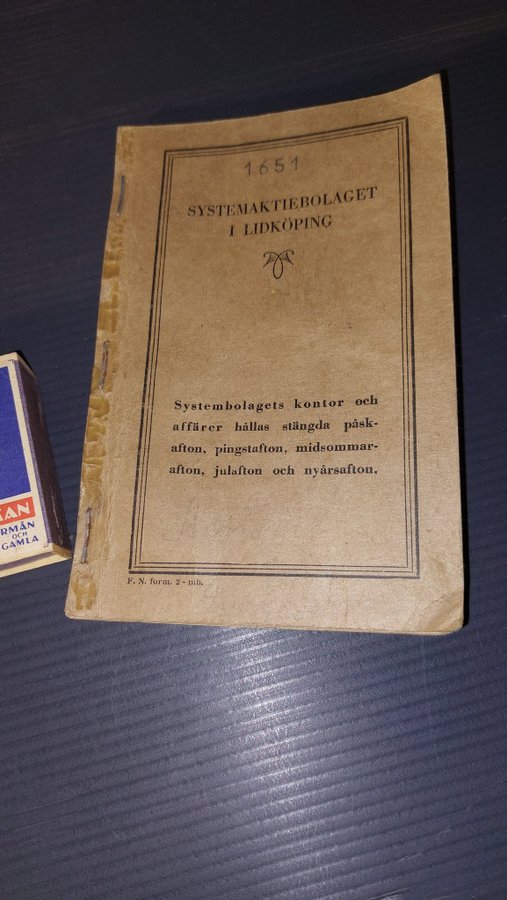 1651
SYSTEMAKTIEBOLAGET
I LIDKÖPING
Systembolagets kontor och
affärer hållas stängda påsk-
afton, pingstafton, midsommar-
afton, julafton och nyårsafton.
F. N. form. 2 - mb.
KAN
RMÅN
OCH
GAMLA